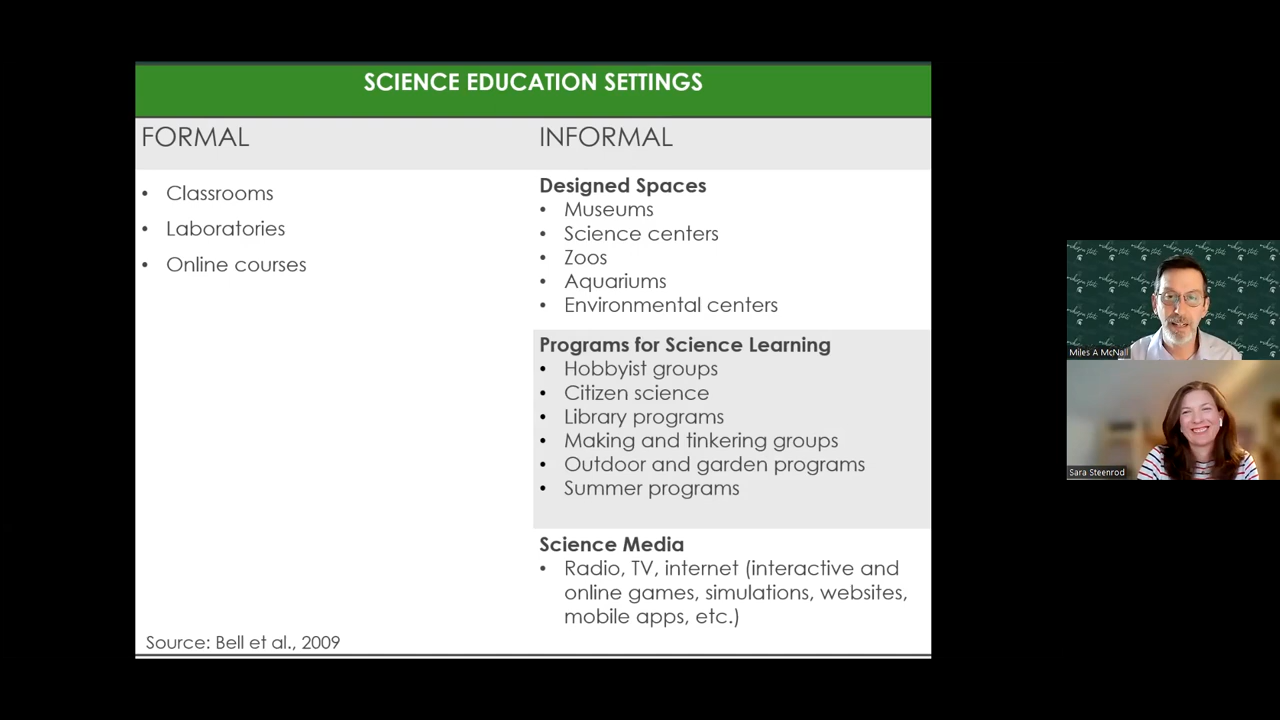 SCIENCE EDUCATION SETTINGS
FORMAL
• Classrooms
• Laboratories
• Online courses
INFORMAL
Designed Spaces
• Museums
• Science centers
• Zoos
• Aquariums
• Environmental centers
Programs for Science Learning
• Hobbyist groups
• Citizen science
• Library programs
• Making and tinkering groups
• Outdoor and garden programs
• Summer programs
Science Media
• Radio, TV, internet (interactive and
online games, simulations, websites,
mobile apps, etc.)
Source: Bell et al., 2009
Miles A McNall
Sara Steenrod